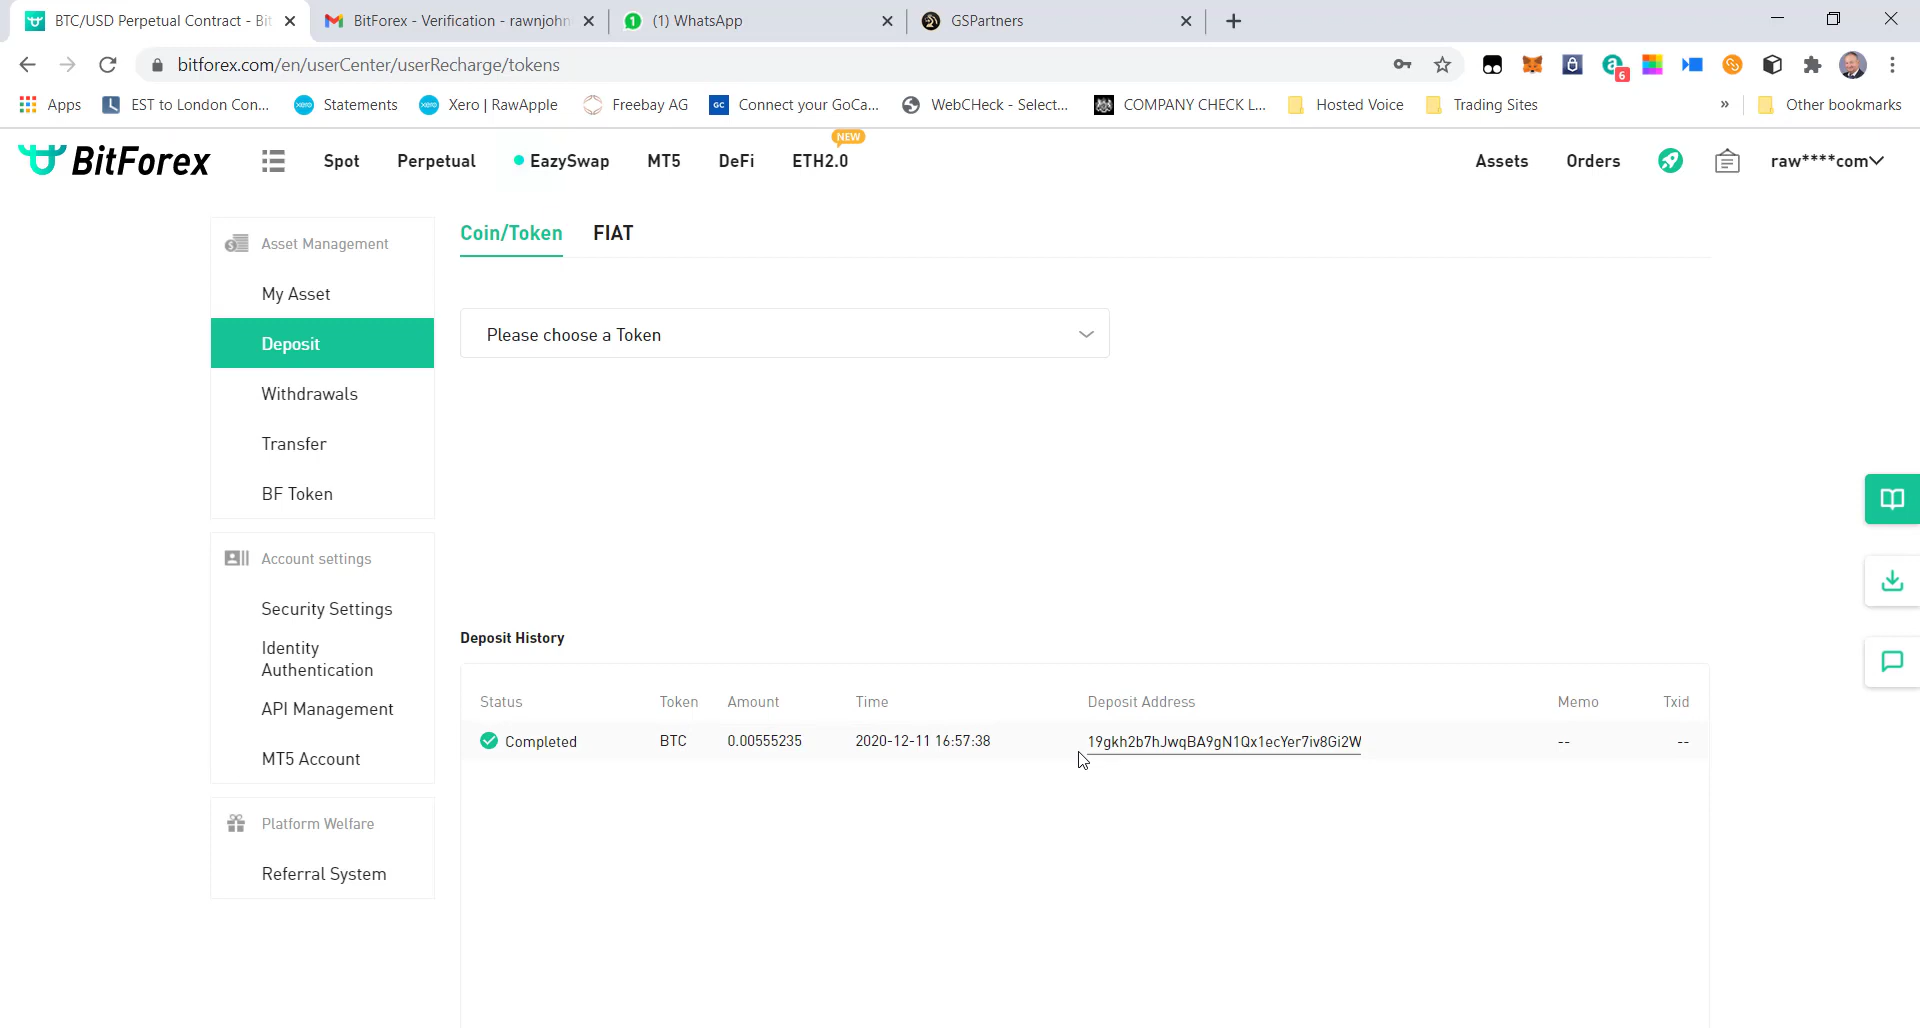 BTC/USD Perpetual Contract - Bit
BitForex - Verification - rawnjohn
(1) WhatsApp
GSPartners
bitforex.com/en/userCenter/userRecharge/tokens
6
Apps
EST to London Con...
Statements
Xero | RawApple
Freebay AG
GC Connect your GoCa...
WebCHeck - Select...
COMPANY CHECK L...
Hosted Voice
Trading Sites
»
Other bookmarks
BitForex
Spot
Perpetual
EazySwap
MT5
DeFi
ETH2.0
NEW
Assets
Orders
raw****com
Asset Management
My Asset
Deposit
Withdrawals
Transfer
BF Token
Account settings
Security Settings
Identity
Authentication
API Management
MT5 Account
Platform Welfare
Referral System
Coin/Token FIAT
Please choose a Token
Deposit History
Status Token Amount Time Deposit Address Memo Txid
Completed BTC 0.00555235 2020-12-11 16:57:38 19gkh2b7hJwqBA9gN1Qx1ecYer7iv8Gi2W -- --